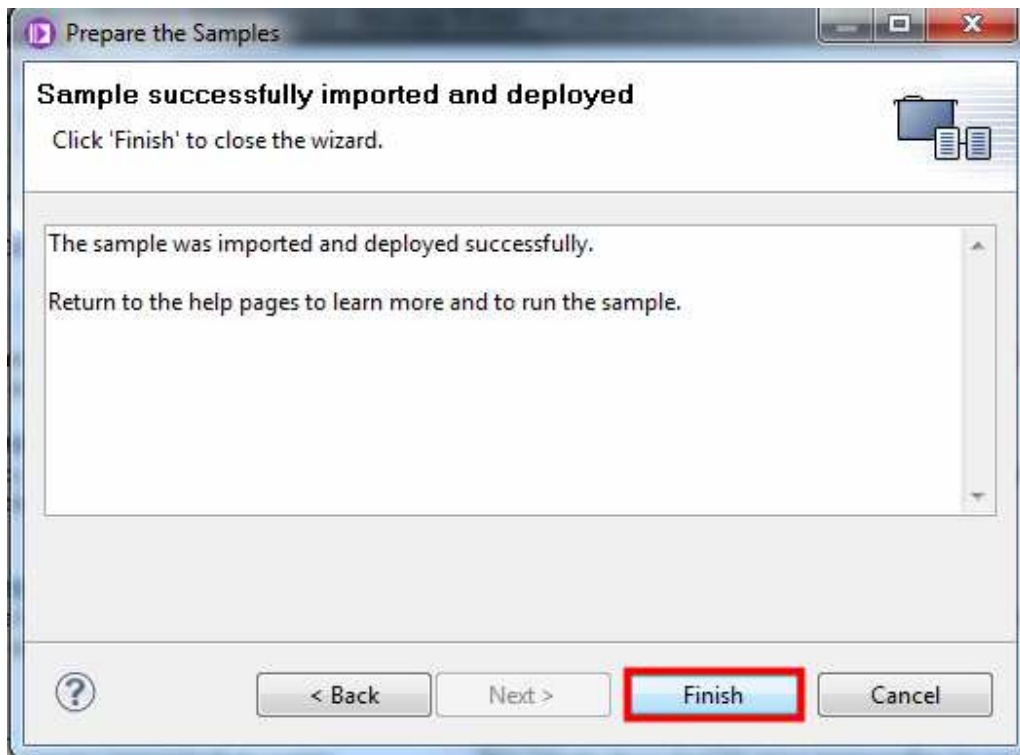 Prepare the Samples
Sample successfully imported and deployed
Click 'Finish' to close the wizard.
The sample was imported and deployed successfully.
Return to the help pages to learn more and to run the sample.
?
< Back
Next >
Finish
Cancel